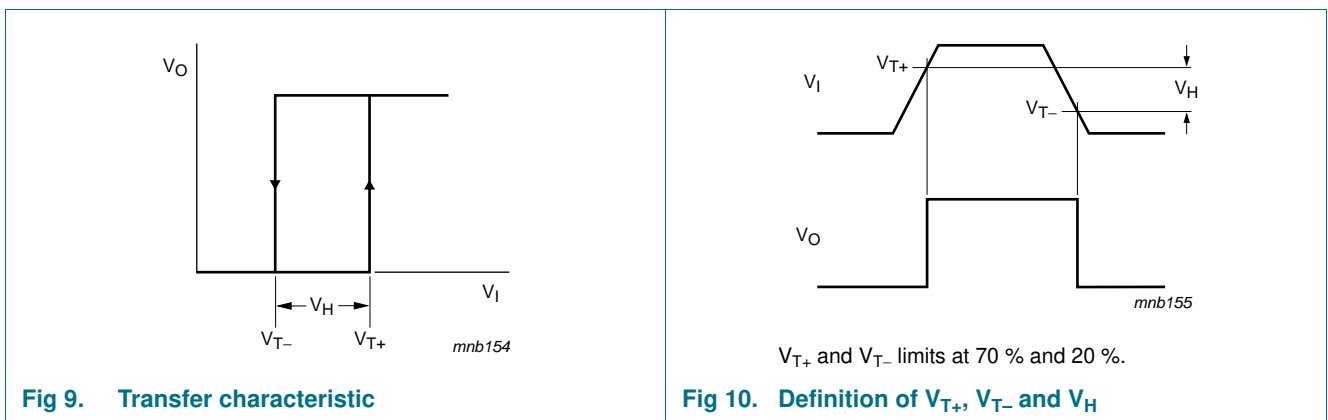 VO
VH
VI
VT− VT+
mnb154
Fig 9. Transfer characteristic
VT+
VI
VH
VT−
VO
mnb155
VT+ and VT− limits at 70 % and 20 %.
Fig 10. Definition of VT+, VT− and VH